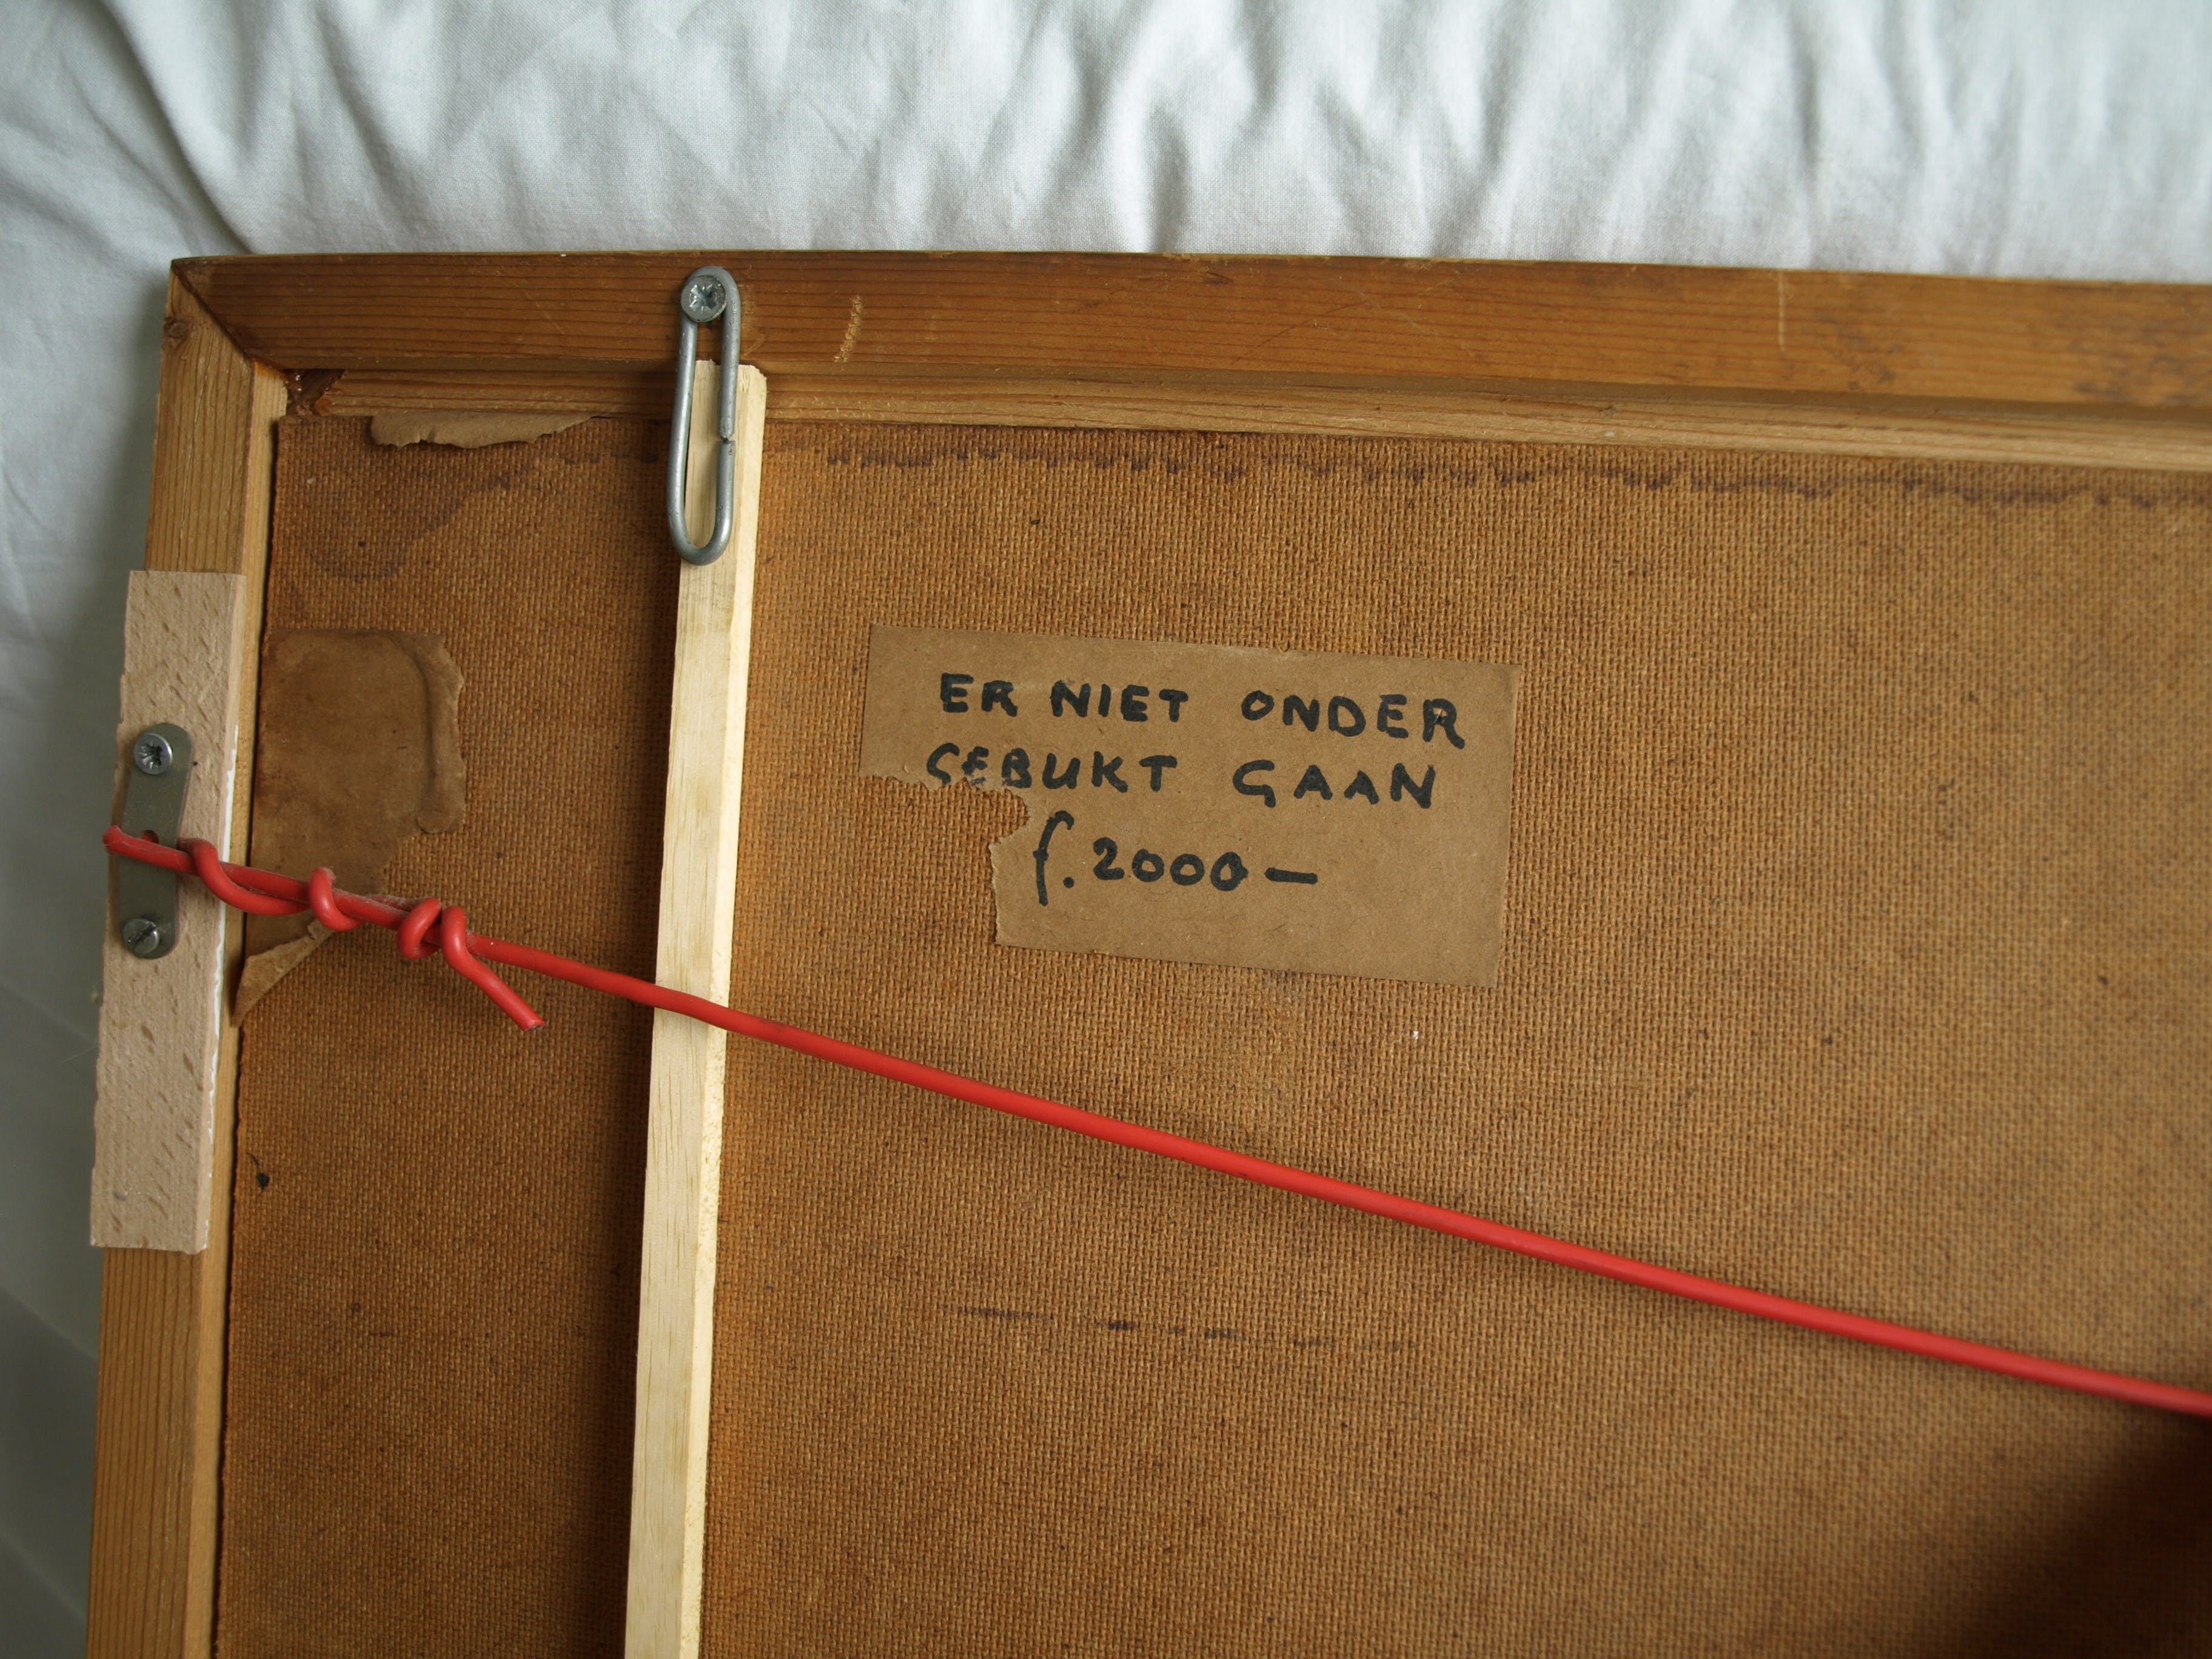 ER NIET ONDER
GEBUKT GAAN
f. 2000 —